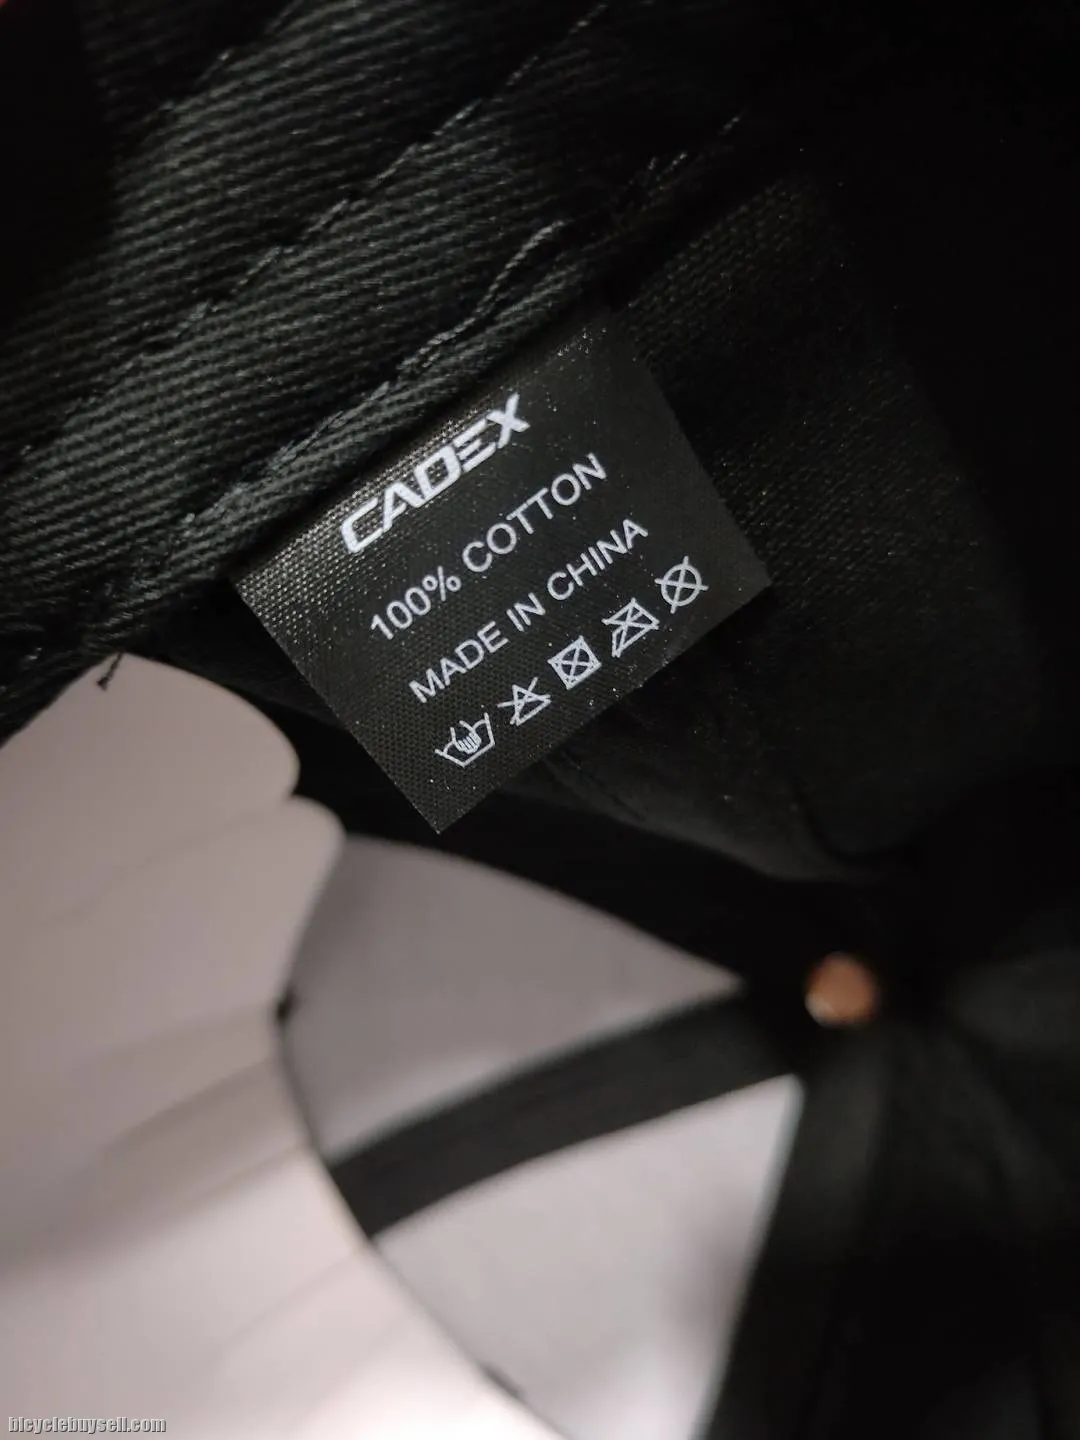 CADEX
100% COTTON
MADE IN CHINA
bicyclebuysell.com